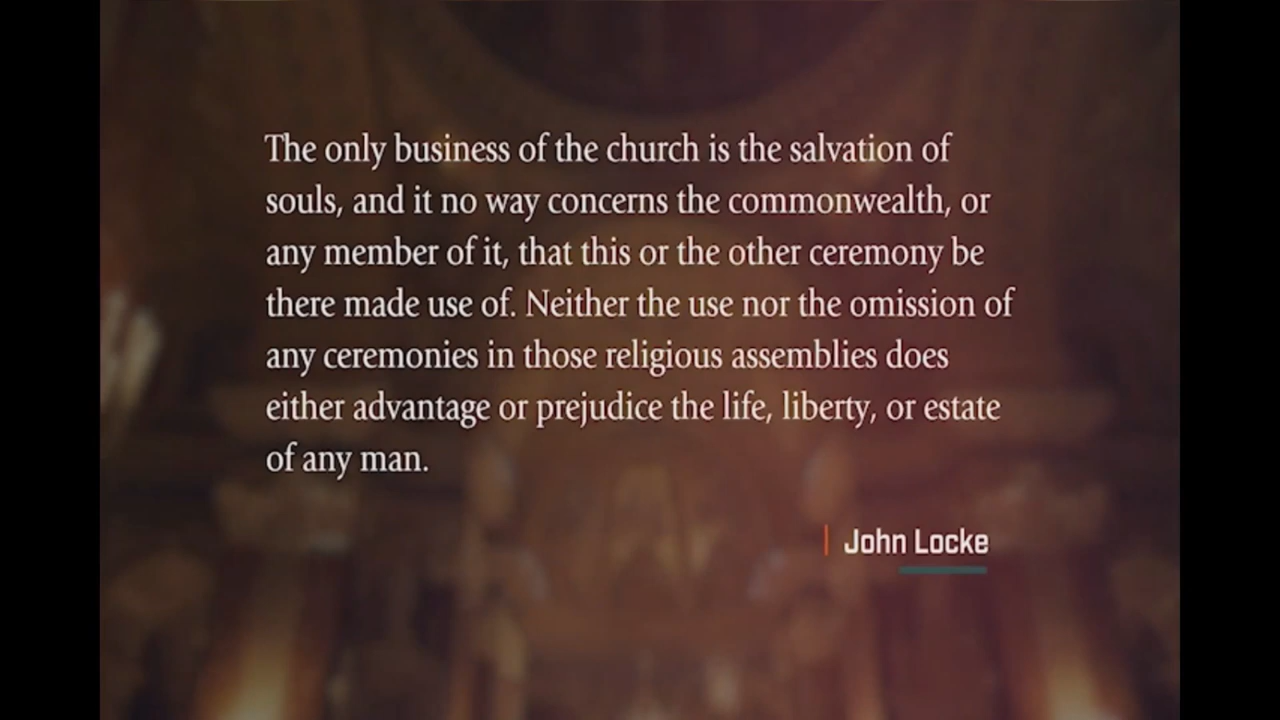 The only business of the church is the salvation of
souls, and it no way concerns the commonwealth, or
any member of it, that this or the other ceremony be
there made use of. Neither the use nor the omission of
any ceremonies in those religious assemblies does
either advantage or prejudice the life, liberty, or estate
of any man.
John Locke